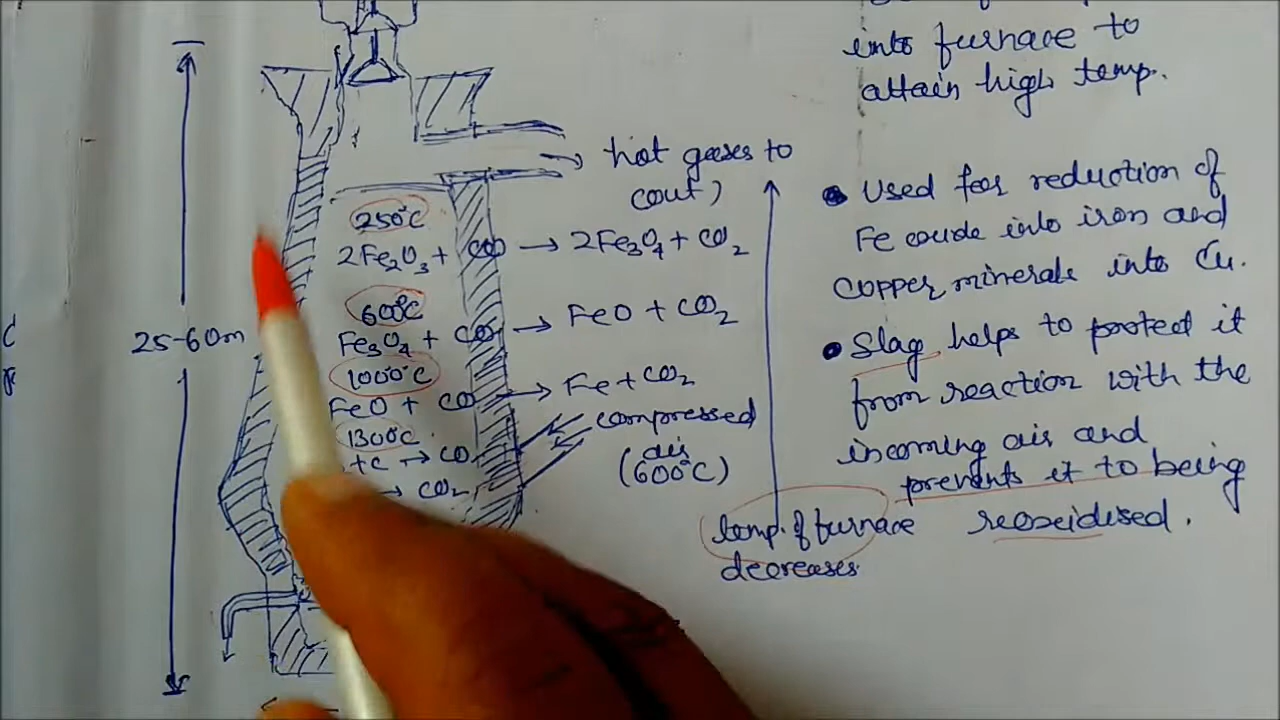 into furnace to
attain high temp.
hot gases to
(out)
250°C
2Fe₂O₃ + CO → 2Fe₃O₄ + CO₂
600°C
Fe₃O₄ + CO → FeO + CO₂
1000°C
FeO + CO → Fe + CO₂
1300°C
+C → CO
→ CO₂
25-60m
compressed
air
(600°C)
temp. of furnace
decreases
Used for reduction of
Fe oxide into iron and
Copper minerals into Cu.
Slag helps to protect it
from reaction with the
incoming air and
prevents it to being
reoxidised.